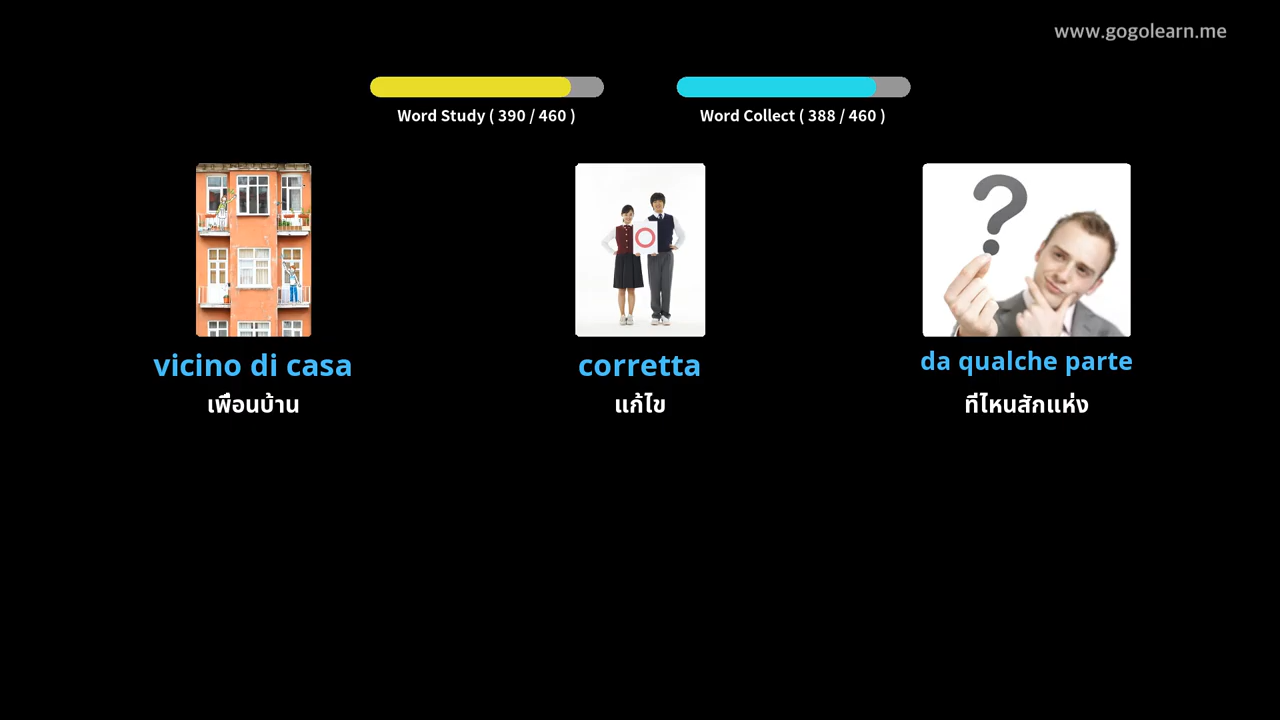 www.gogolearn.me
Word Study ( 390 / 460 )
Word Collect ( 388 / 460 )
vicino di casa
corretta
da qualche parte
เพื่อนบ้าน
แก้ไข
ที่ไหนสักแห่ง